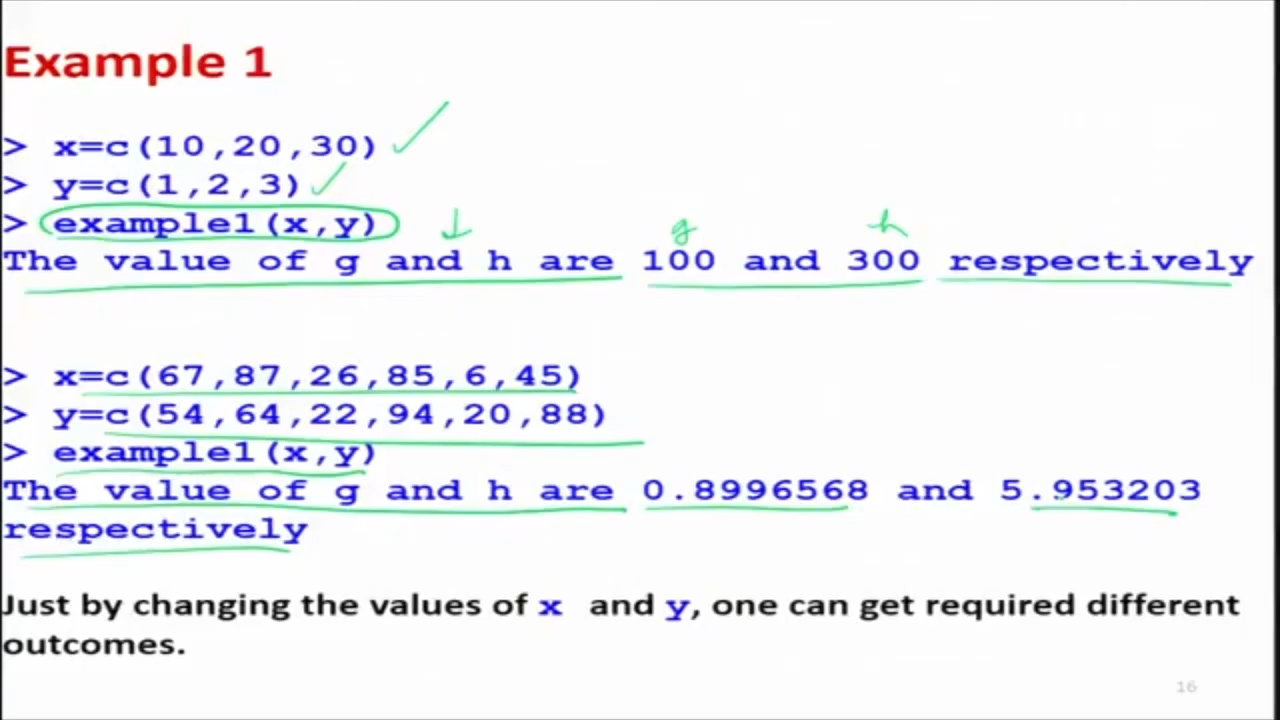 Example 1
> x=c(10,20,30)
> y=c(1,2,3)
> example1(x,y)
g h
The value of g and h are 100 and 300 respectively
> x=c(67,87,26,85,6,45)
> y=c(54,64,22,94,20,88)
> example1(x,y)
The value of g and h are 0.8996568 and 5.953203
respectively
Just by changing the values of x and y, one can get required different
outcomes.
16